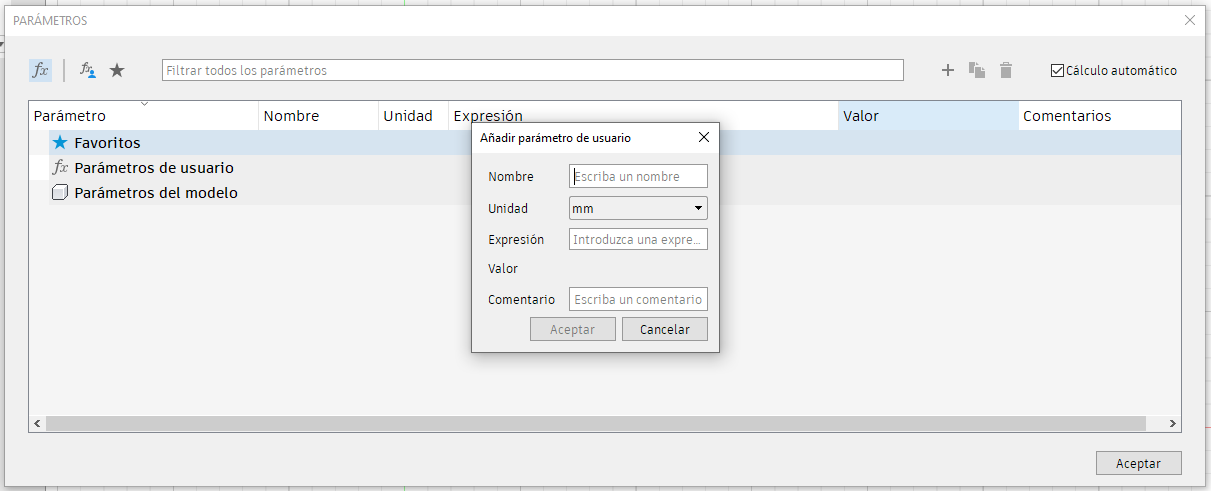 PARÁMETROS
fx
fx
Filtrar todos los parámetros
Cálculo automático
Parámetro Nombre Unidad Expresión Valor Comentarios
Favoritos
fx Parámetros de usuario
Parámetros del modelo
Añadir parámetro de usuario
Nombre Escriba un nombre
Unidad mm
Expresión Introduzca una expre...
Valor
Comentario Escriba un comentario
Aceptar Cancelar
Aceptar